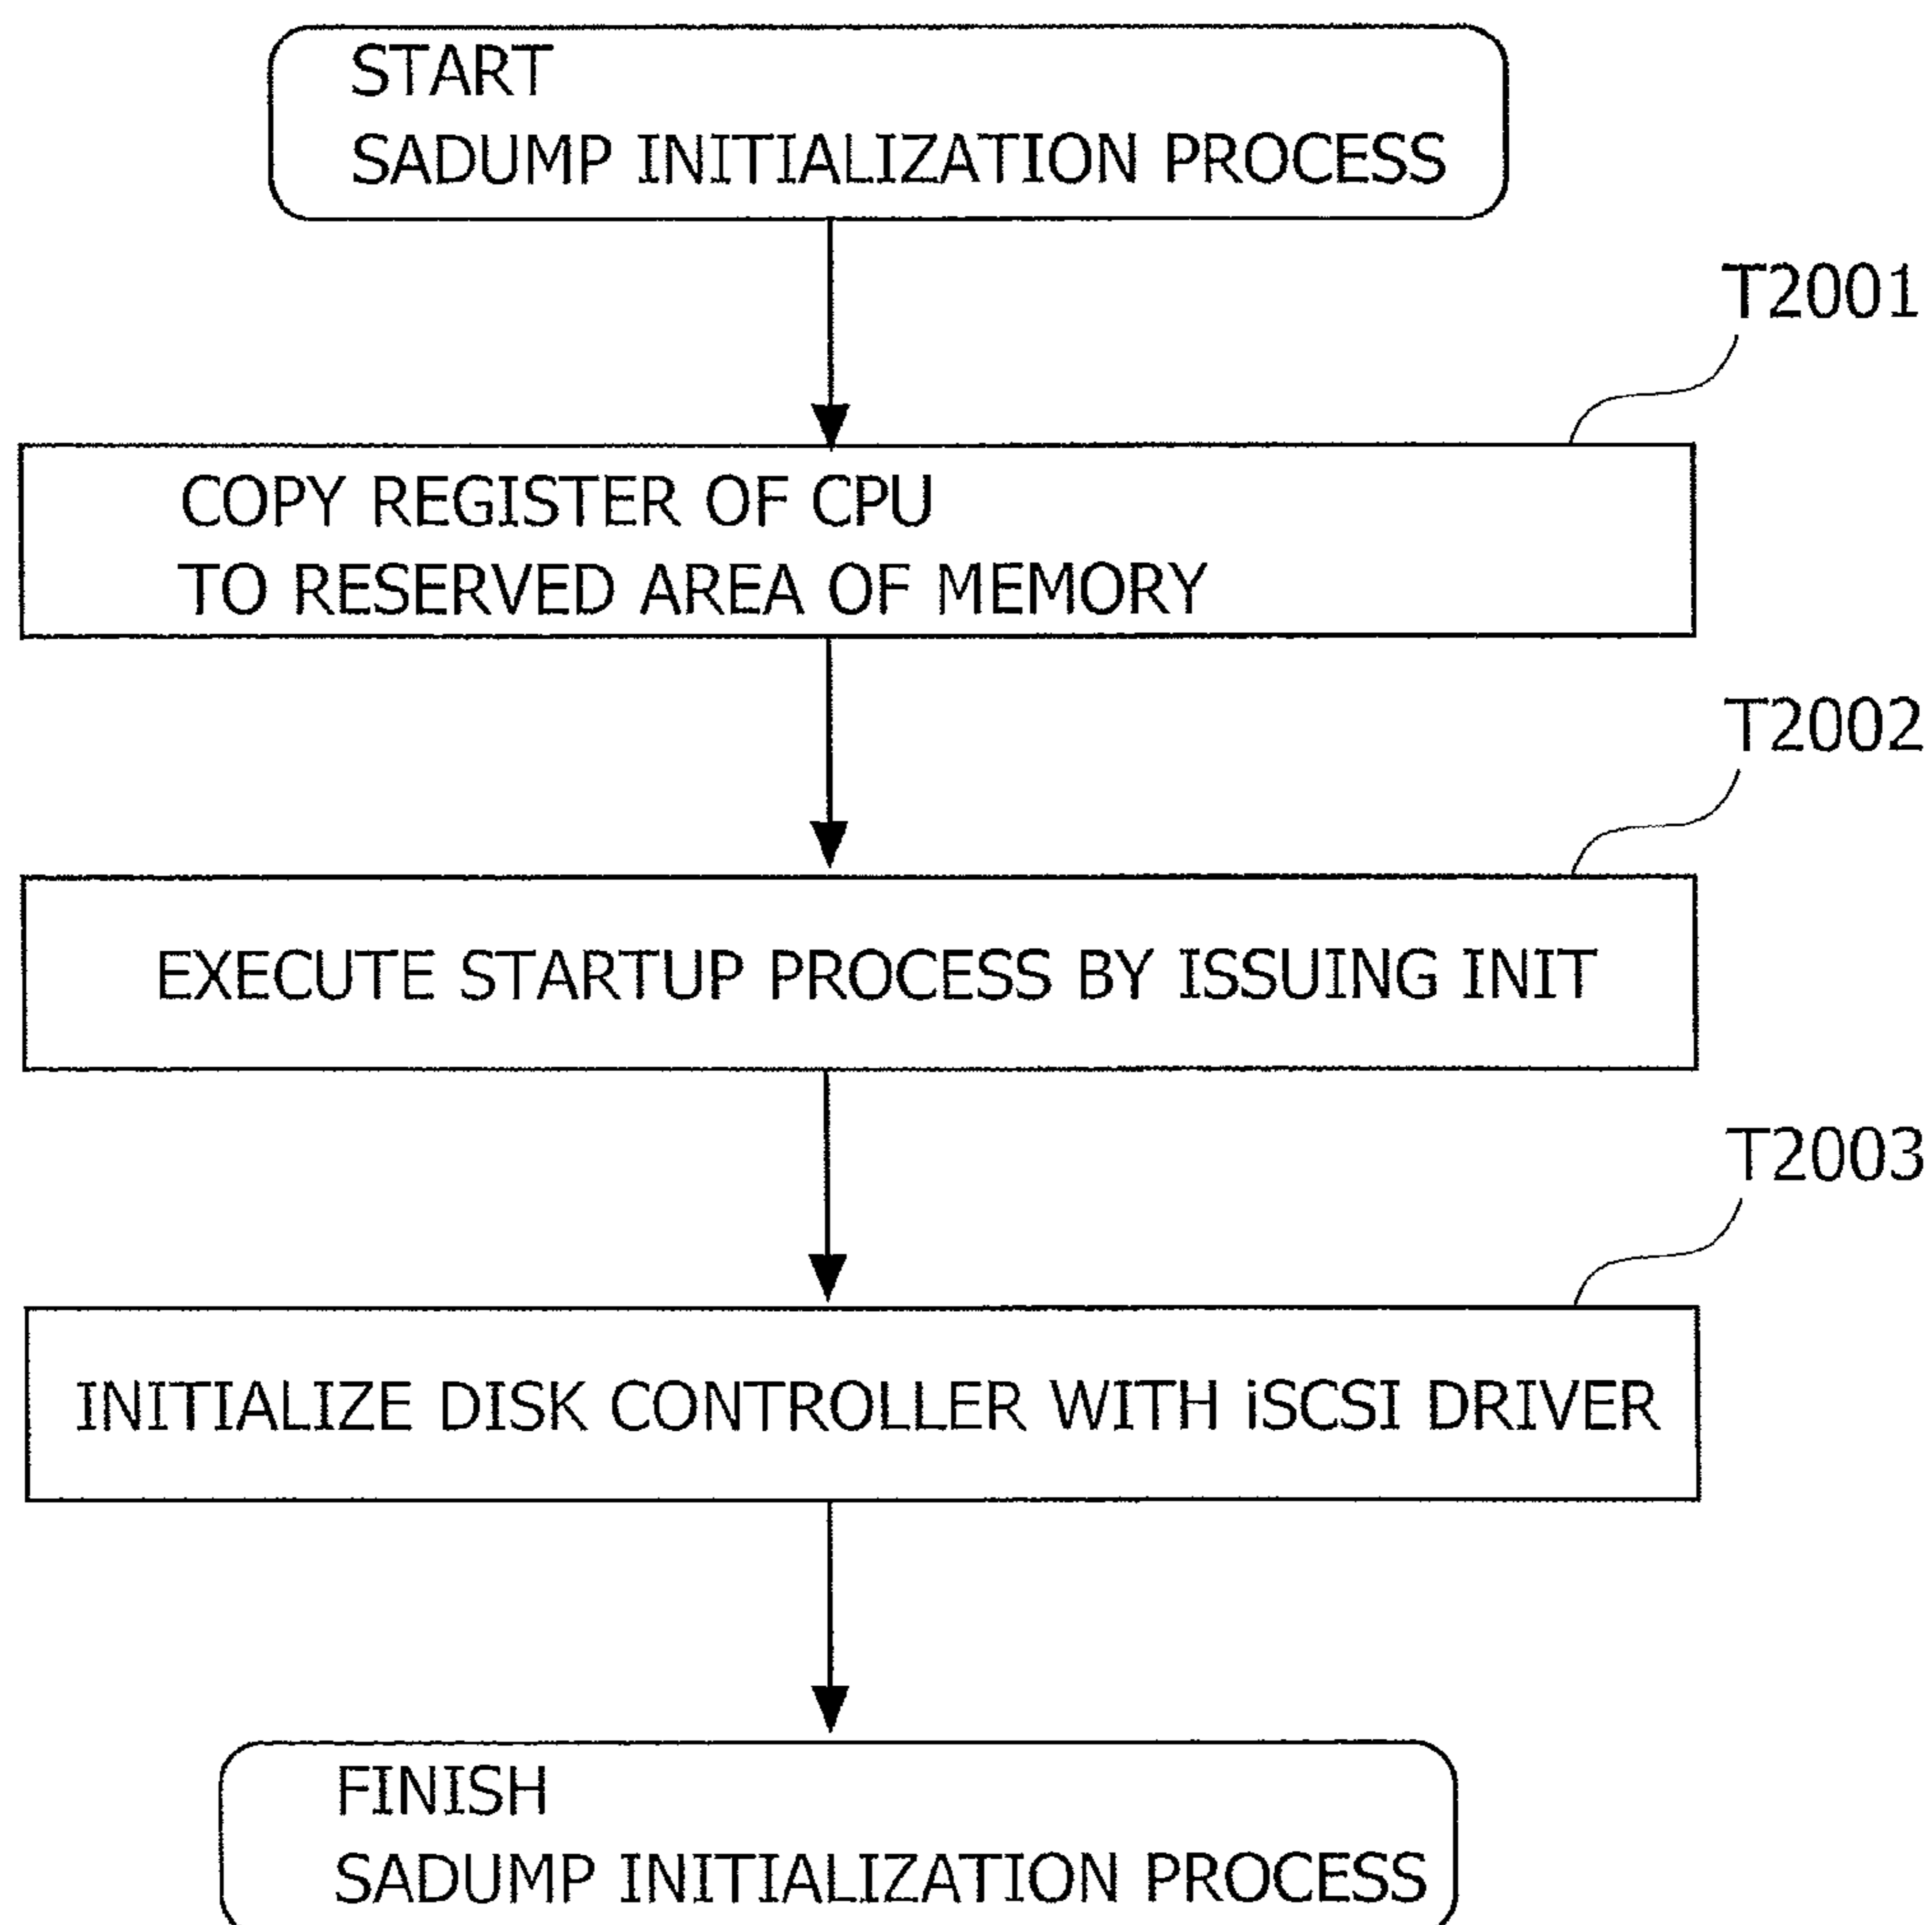 START
SADUMP INITIALIZATION PROCESS
T2001
COPY REGISTER OF CPU
TO RESERVED AREA OF MEMORY
T2002
EXECUTE STARTUP PROCESS BY ISSUING INIT
T2003
INITIALIZE DISK CONTROLLER WITH iSCSI DRIVER
FINISH
SADUMP INITIALIZATION PROCESS